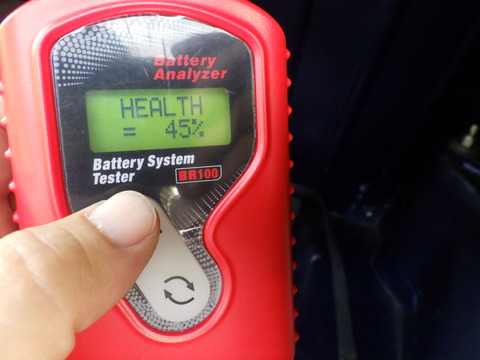 Battery
Analyzer
HEALTH
= 45%
Battery System
Tester BA100